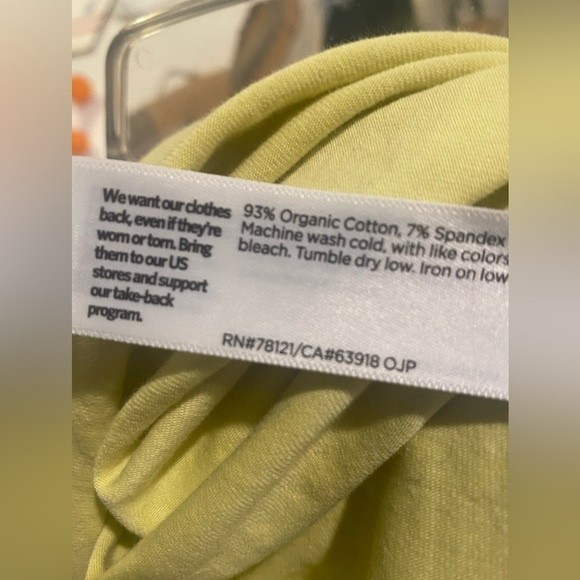 We want our clothes
back, even if they're
worn or torn. Bring
them to our US
stores and support
our take-back
program.
93% Organic Cotton, 7% Spandex
Machine wash cold, with like colors
bleach. Tumble dry low. Iron on low
RN#78121/CA#63918 OJP